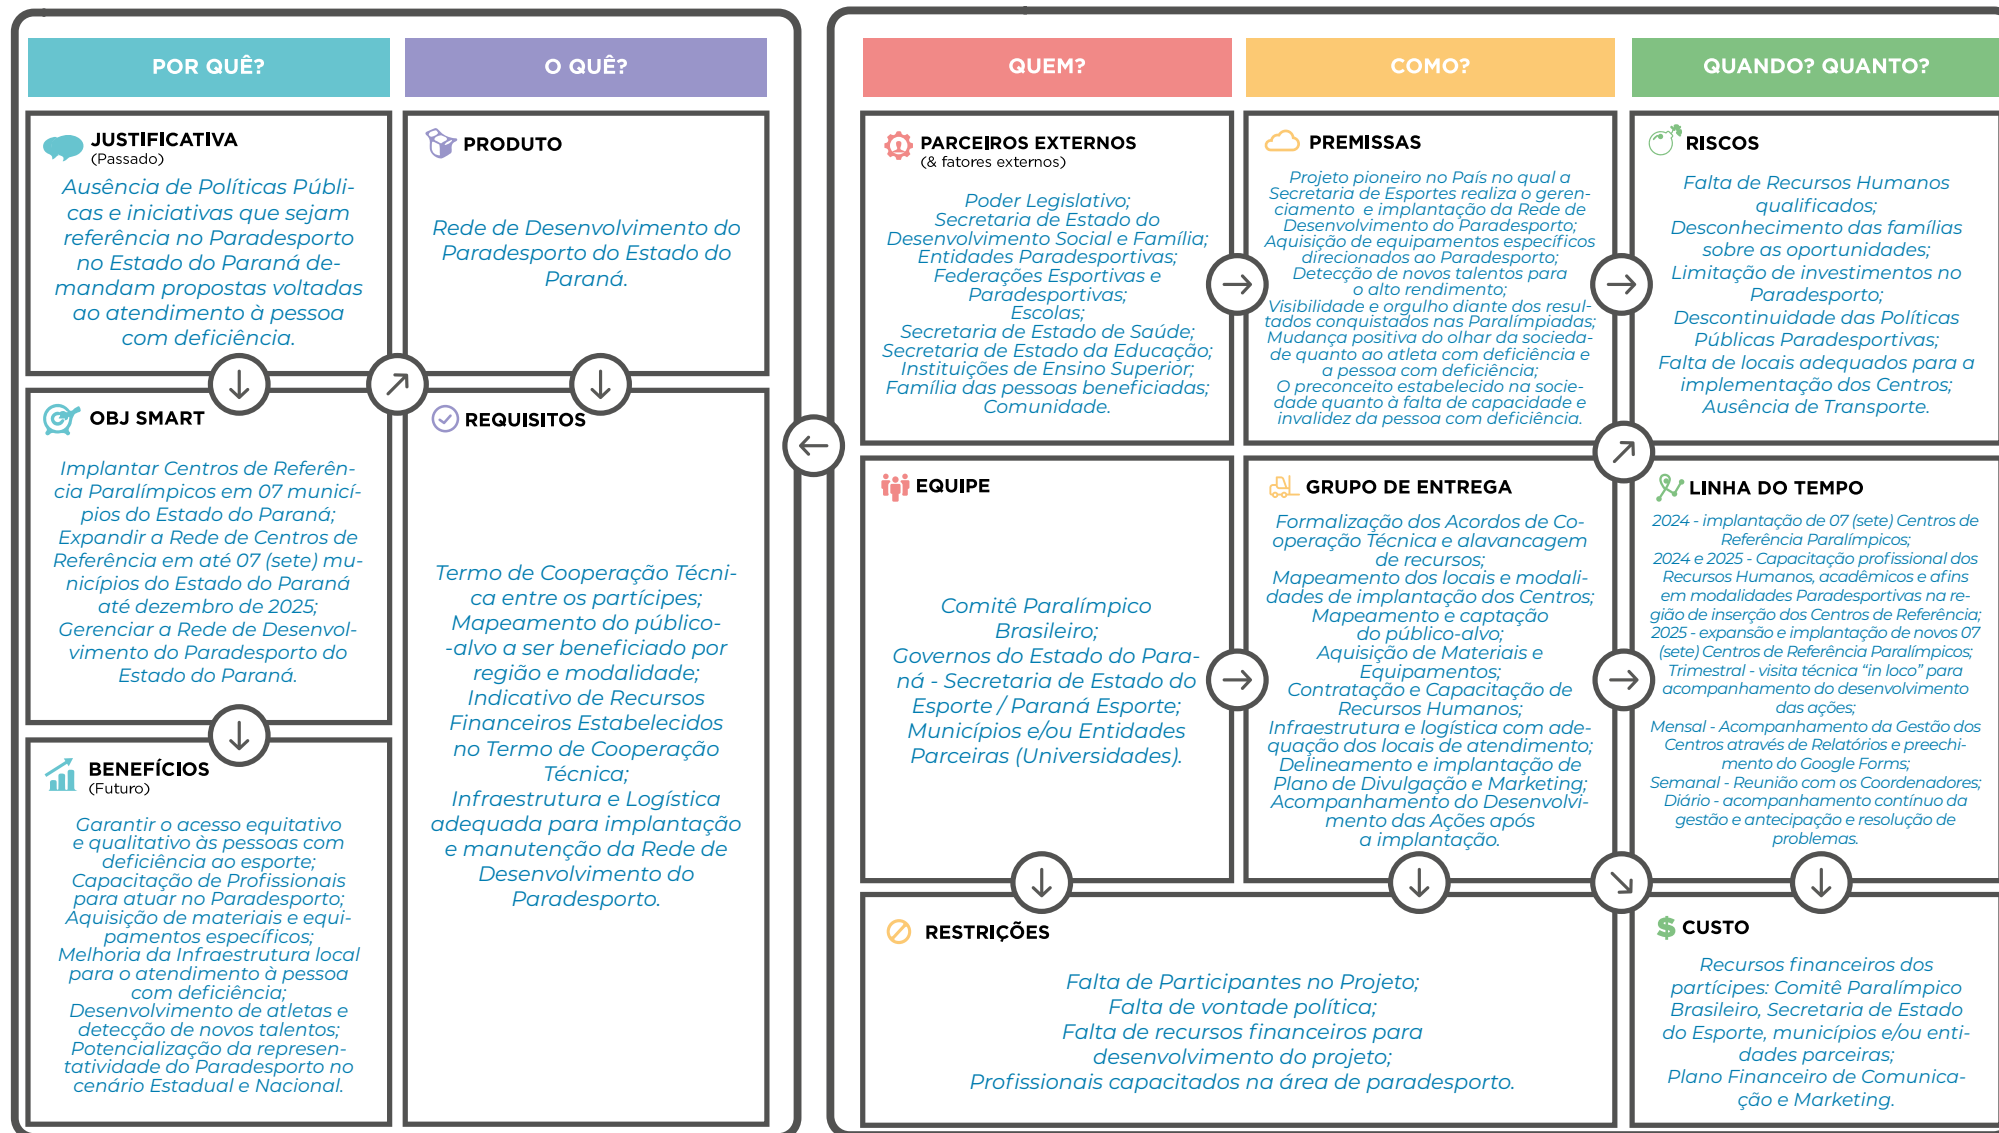 POR QUÊ?
JUSTIFICATIVA
(Passado)
Ausência de Políticas Públi-
cas e iniciativas que sejam
referência no Paradesporto
no Estado do Paraná de-
mandam propostas voltadas
ao atendimento à pessoa
com deficiência.
OBJ SMART
Implantar Centros de Referên-
cia Paralímpicos em 07 municí-
pios do Estado do Paraná;
Expandir a Rede de Centros de
Referência em até 07 (sete) mu-
nicípios do Estado do Paraná
até dezembro de 2025;
Gerenciar a Rede de Desenvol-
vimento do Paradesporto do
Estado do Paraná.
BENEFÍCIOS
(Futuro)
Garantir o acesso equitativo
e qualitativo às pessoas com
deficiência ao esporte;
Capacitação de Profissionais
para atuar no Paradesporto;
Aquisição de materiais e equi-
pamentos específicos;
Melhoria da Infraestrutura local
para o atendimento à pessoa
com deficiência;
Desenvolvimento de atletas e
detecção de novos talentos;
Potencialização da represen-
tatividade do Paradesporto no
cenário Estadual e Nacional.
O QUÊ?
PRODUTO
Rede de Desenvolvimento do
Paradesporto do Estado do
Paraná.
REQUISITOS
Termo de Cooperação Técni-
ca entre os partícipes;
Mapeamento do público-
-alvo a ser beneficiado por
região e modalidade;
Indicativo de Recursos
Financeiros Estabelecidos
no Termo de Cooperação
Técnica;
Infraestrutura e Logística
adequada para implantação
e manutenção da Rede de
Desenvolvimento do
Paradesporto.
QUEM?
PARCEIROS EXTERNOS
(& fatores externos)
Poder Legislativo;
Secretaria de Estado do
Desenvolvimento Social e Família;
Entidades Paradesportivas;
Federações Esportivas e
Paradesportivas;
Escolas;
Secretaria de Estado de Saúde;
Secretaria de Estado da Educação;
Instituições de Ensino Superior;
Família das pessoas beneficiadas;
Comunidade.
EQUIPE
Comitê Paralímpico
Brasileiro;
Governos do Estado do Para-
ná - Secretaria de Estado do
Esporte / Paraná Esporte;
Municípios e/ou Entidades
Parceiras (Universidades).
COMO?
PREMISSAS
Projeto pioneiro no País no qual a
Secretaria de Esportes realiza o geren-
ciamento e implantação da Rede de
Desenvolvimento do Paradesporto;
Aquisição de equipamentos específicos
direcionados ao Paradesporto;
Detecção de novos talentos para
o alto rendimento;
Visibilidade e orgulho diante dos resul-
tados conquistados nas Paralímpiadas;
Mudança positiva do olhar da socieda-
de quanto ao atleta com deficiência e
a pessoa com deficiência;
O preconceito estabelecido na socie-
dade quanto à falta de capacidade e
invalidez da pessoa com deficiência.
GRUPO DE ENTREGA
Formalização dos Acordos de Co-
operação Técnica e alavancagem
de recursos;
Mapeamento dos locais e modali-
dades de implantação dos Centros;
Mapeamento e captação
do público-alvo;
Aquisição de Materiais e
Equipamentos;
Contratação e Capacitação de
Recursos Humanos;
Infraestrutura e logística com ade-
quação dos locais de atendimento;
Delineamento e implantação de
Plano de Divulgação e Marketing;
Acompanhamento do Desenvolvi-
mento das Ações após
a implantação.
RESTRIÇÕES
Falta de Participantes no Projeto;
Falta de vontade política;
Falta de recursos financeiros para
desenvolvimento do projeto;
Profissionais capacitados na área de paradesporto.
QUANDO? QUANTO?
RISCOS
Falta de Recursos Humanos
qualificados;
Desconhecimento das famílias
sobre as oportunidades;
Limitação de investimentos no
Paradesporto;
Descontinuidade das Políticas
Públicas Paradesportivas;
Falta de locais adequados para a
implementação dos Centros;
Ausência de Transporte.
LINHA DO TEMPO
2024 - implantação de 07 (sete) Centros de
Referência Paralímpicos;
2024 e 2025 - Capacitação profissional dos
Recursos Humanos, acadêmicos e afins
em modalidades Paradesportivas na re-
gião de inserção dos Centros de Referência;
2025 - expansão e implantação de novos 07
(sete) Centros de Referência Paralímpicos;
Trimestral - visita técnica “in loco” para
acompanhamento do desenvolvimento
das ações;
Mensal - Acompanhamento da Gestão dos
Centros através de Relatórios e preechi-
mento do Google Forms;
Semanal - Reunião com os Coordenadores;
Diário - acompanhamento contínuo da
gestão e antecipação e resolução de
problemas.
CUSTO
Recursos financeiros dos
partícipes: Comitê Paralímpico
Brasileiro, Secretaria de Estado
do Esporte, municípios e/ou enti-
dades parceiras;
Plano Financeiro de Comunica-
ção e Marketing.